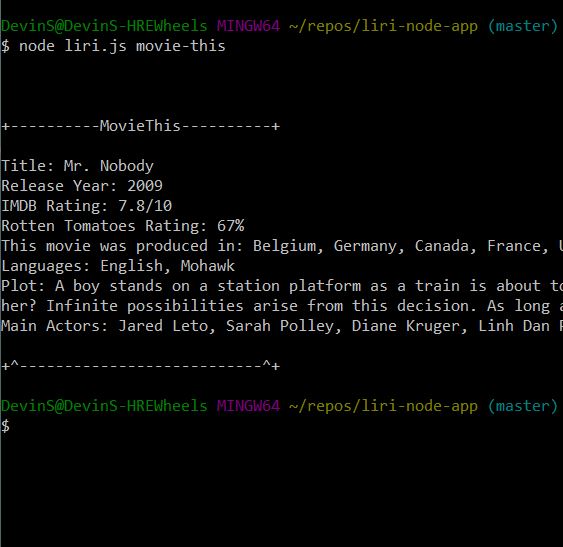 DevinS@DevinS-HREWheels MINGW64 ~/repos/liri-node-app (master)
$ node liri.js movie-this
+----------MovieThis----------+
Title: Mr. Nobody
Release Year: 2009
IMDB Rating: 7.8/10
Rotten Tomatoes Rating: 67%
This movie was produced in: Belgium, Germany, Canada, France,
Languages: English, Mohawk
Plot: A boy stands on a station platform as a train is about to
her? Infinite possibilities arise from this decision. As long a
Main Actors: Jared Leto, Sarah Polley, Diane Kruger, Linh Dan
+^--------------------------^+
DevinS@DevinS-HREWheels MINGW64 ~/repos/liri-node-app (master)
$